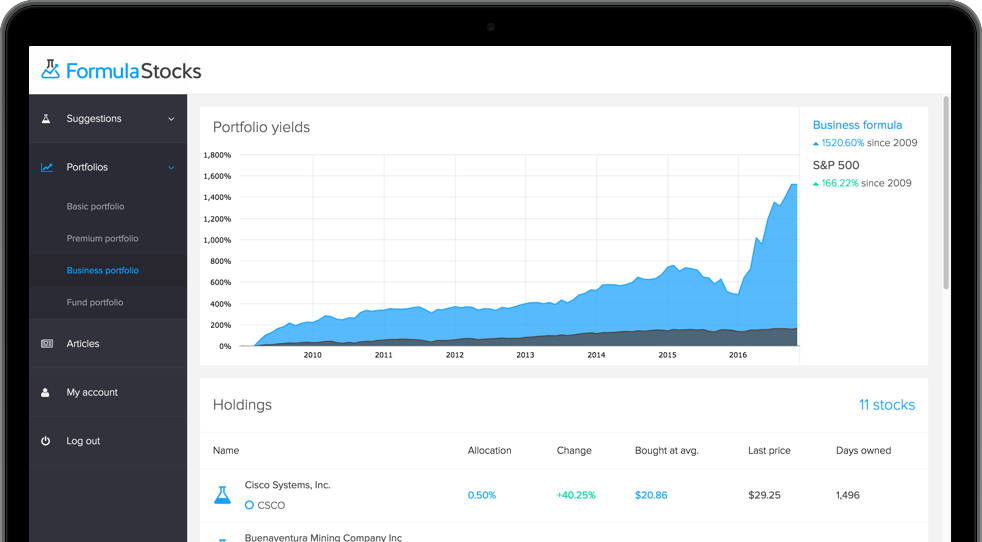 FormulaStocks
Suggestions
Portfolios
Basic portfolio
Premium portfolio
Business portfolio
Fund portfolio
Articles
My account
Log out
Portfolio yields
1,800%
1,600%
1,400%
1,200%
1,000%
800%
600%
400%
200%
0%
2010 2011 2012 2013 2014 2015 2016
Business formula
1520.60% since 2009
S&P 500
166.22% since 2009
Holdings 11 stocks
Name Allocation Change Bought at avg. Last price Days owned
Cisco Systems, Inc.
CSCO
0.50% +40.25% $20.86 $29.25 1,496
Buenaventura Mining Company Inc